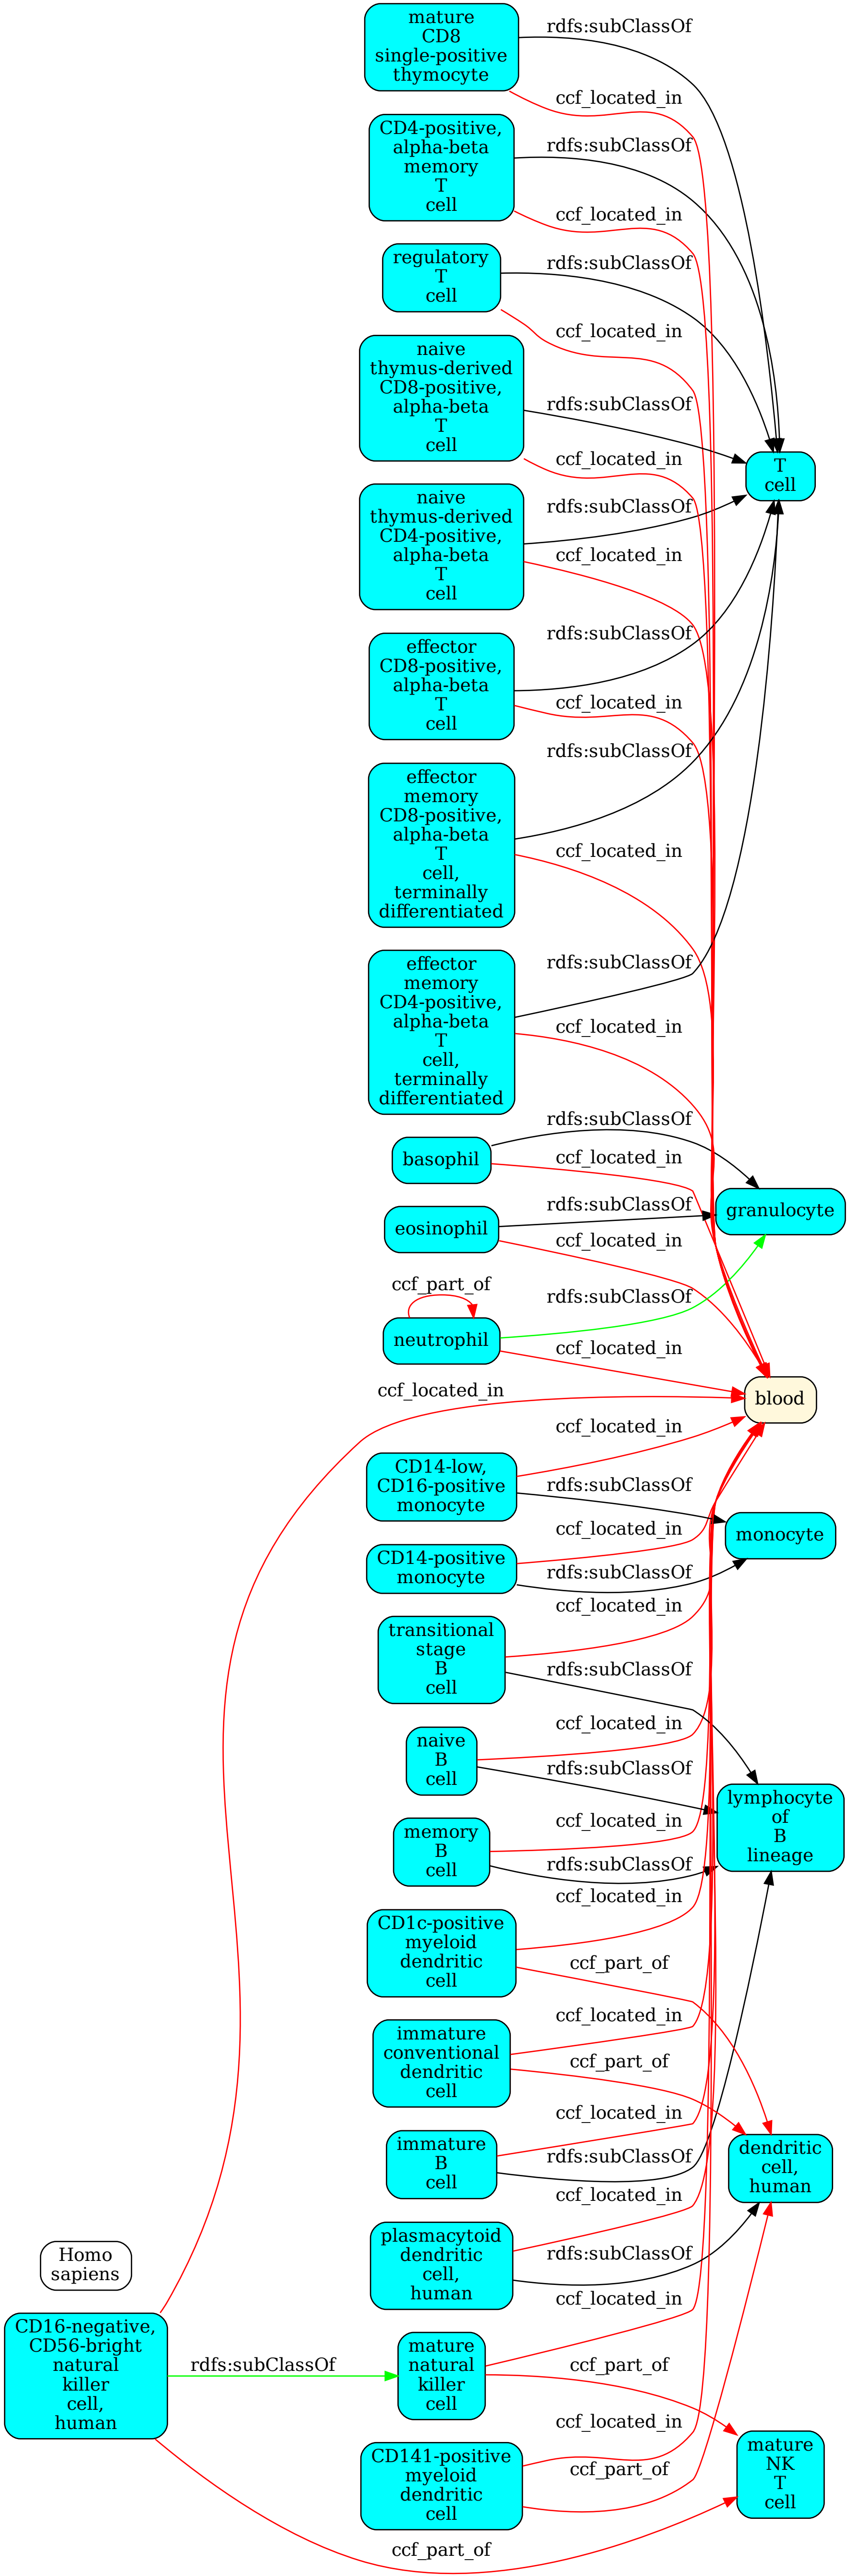 mature
CD8
single-positive
thymocyte
rdfs:subClassOf
ccf_located_in
CD4-positive,
alpha-beta
memory
T
cell
rdfs:subClassOf
ccf_located_in
regulatory
T
cell
rdfs:subClassOf
ccf_located_in
naive
thymus-derived
CD8-positive,
alpha-beta
T
cell
rdfs:subClassOf
ccf_located_in
T
cell
naive
thymus-derived
CD4-positive,
alpha-beta
T
cell
rdfs:subClassOf
ccf_located_in
effector
CD8-positive,
alpha-beta
T
cell
rdfs:subClassOf
ccf_located_in
effector
memory
CD8-positive,
alpha-beta
T
cell,
terminally
differentiated
rdfs:subClassOf
ccf_located_in
effector
memory
CD4-positive,
alpha-beta
T
cell,
terminally
differentiated
rdfs:subClassOf
ccf_located_in
basophil
rdfs:subClassOf
ccf_located_in
granulocyte
eosinophil
rdfs:subClassOf
ccf_located_in
ccf_part_of
neutrophil
rdfs:subClassOf
ccf_located_in
ccf_located_in
blood
CD14-low,
CD16-positive
monocyte
ccf_located_in
rdfs:subClassOf
monocyte
CD14-positive
monocyte
ccf_located_in
rdfs:subClassOf
transitional
stage
B
cell
ccf_located_in
rdfs:subClassOf
naive
B
cell
ccf_located_in
rdfs:subClassOf
lymphocyte
of
B
lineage
memory
B
cell
ccf_located_in
rdfs:subClassOf
CD1c-positive
myeloid
dendritic
cell
ccf_located_in
ccf_part_of
immature
conventional
dendritic
cell
ccf_located_in
ccf_part_of
immature
B
cell
ccf_located_in
rdfs:subClassOf
dendritic
cell,
human
plasmacytoid
dendritic
cell,
human
ccf_located_in
rdfs:subClassOf
Homo
sapiens
CD16-negative,
CD56-bright
natural
killer
cell,
human
rdfs:subClassOf
mature
natural
killer
cell
ccf_located_in
ccf_part_of
CD141-positive
myeloid
dendritic
cell
ccf_located_in
ccf_part_of
mature
NK
T
cell
ccf_part_of